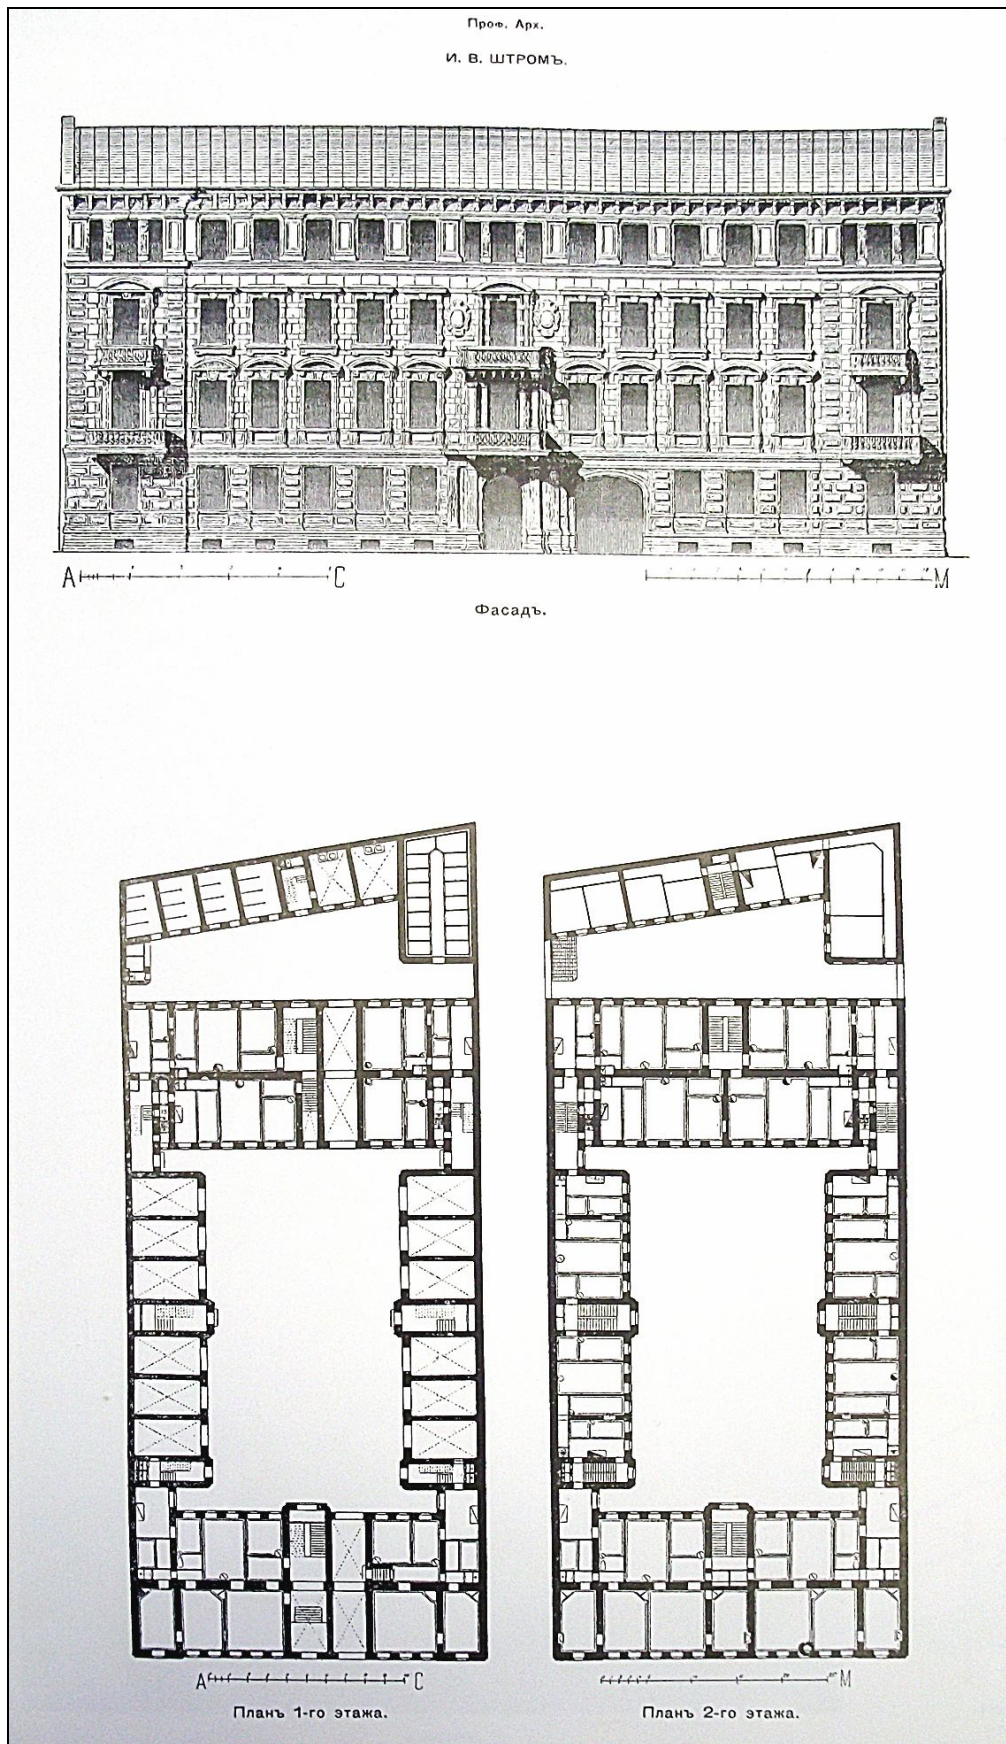 Проф. Арх.
И. В. ШТРОМЪ.
А С М
Фасадъ.
А С М
Планъ 1-го этажа. Планъ 2-го этажа.